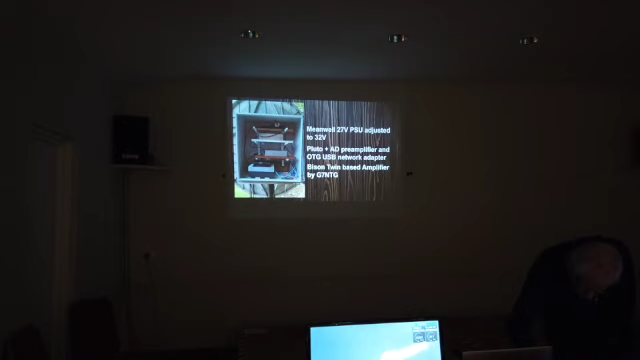 Meanwell 27V PSU adjusted
to 32V
Pluto + AD preamplifier and
OTG USB network adapter
Bison Twin based Amplifier
by G7NTG